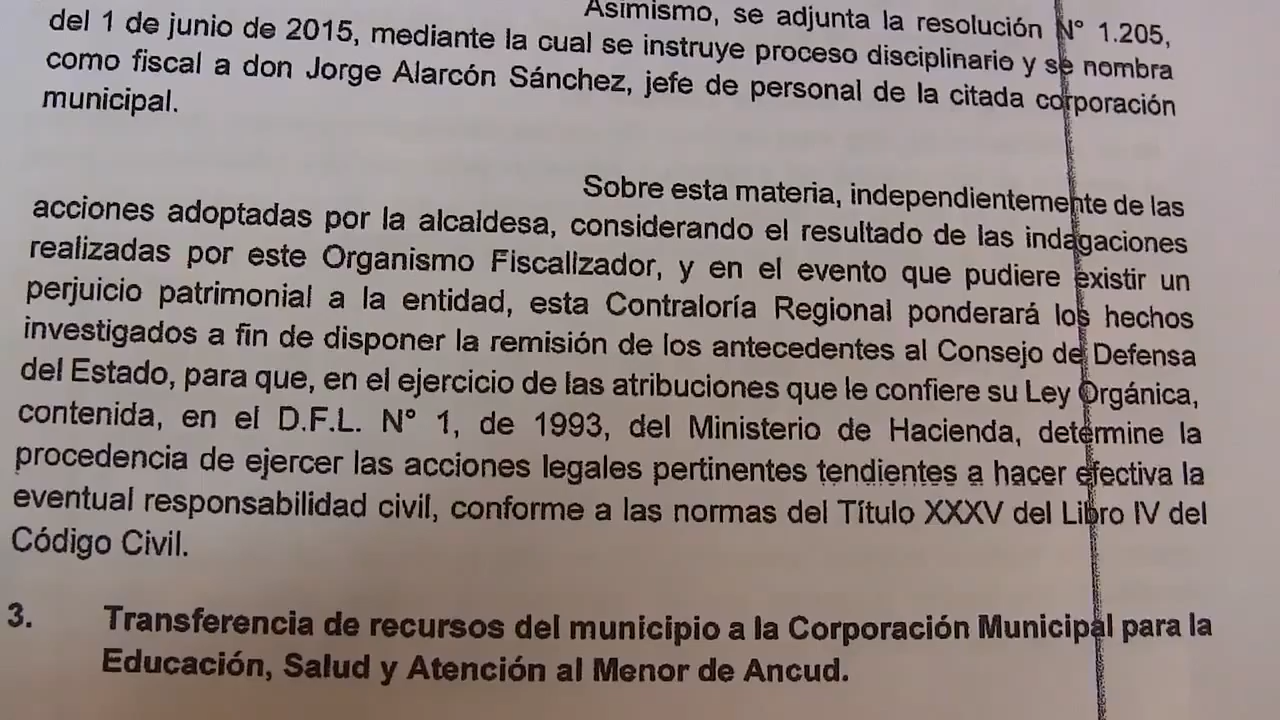 Asimismo, se adjunta la resolución N° 1.205,
del 1 de junio de 2015, mediante la cual se instruye proceso disciplinario y se nombra
como fiscal a don Jorge Alarcón Sánchez, jefe de personal de la citada corporación
municipal.
Sobre esta materia, independientemente de las
acciones adoptadas por la alcaldesa, considerando el resultado de las indagaciones
realizadas por este Organismo Fiscalizador, y en el evento que pudiere existir un
perjuicio patrimonial a la entidad, esta Contraloría Regional ponderará los hechos
investigados a fin de disponer la remisión de los antecedentes al Consejo de Defensa
del Estado, para que, en el ejercicio de las atribuciones que le confiere su Ley Orgánica,
contenida, en el D.F.L. N° 1, de 1993, del Ministerio de Hacienda, determine la
procedencia de ejercer las acciones legales pertinentes tendientes a hacer efectiva la
eventual responsabilidad civil, conforme a las normas del Título XXXV del Libro IV del
Código Civil.
3. Transferencia de recursos del municipio a la Corporación Municipal para la
Educación, Salud y Atención al Menor de Ancud.